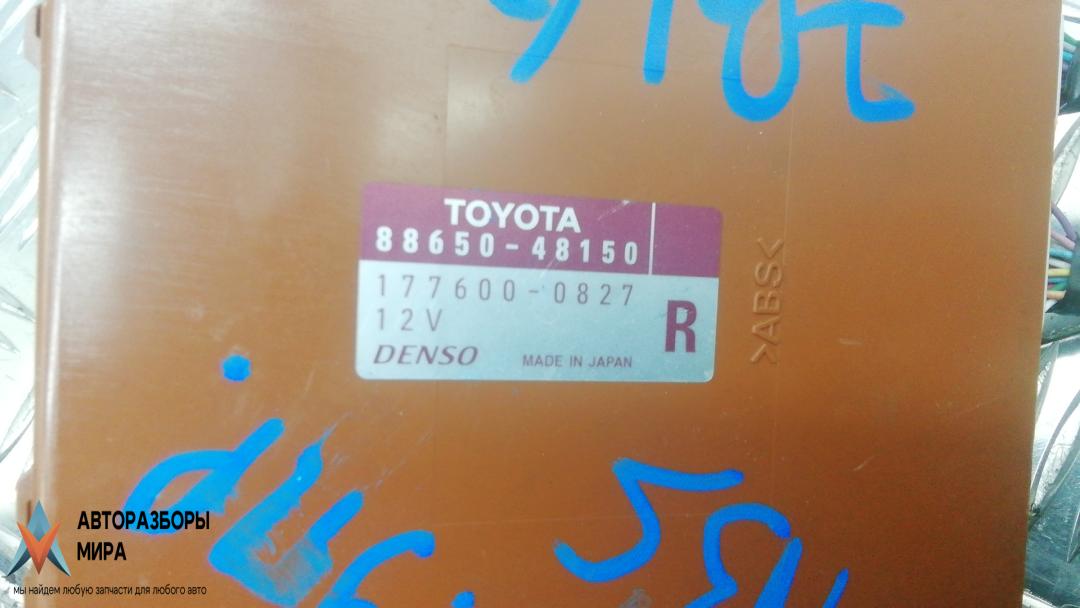 TOYOTA
88650-48150
177600-0827
12V
R
DENSO
MADE IN JAPAN
>ABS<
АВТОРАЗБОРЫ
МИРА
мы найдем любую запчасти для любого авто